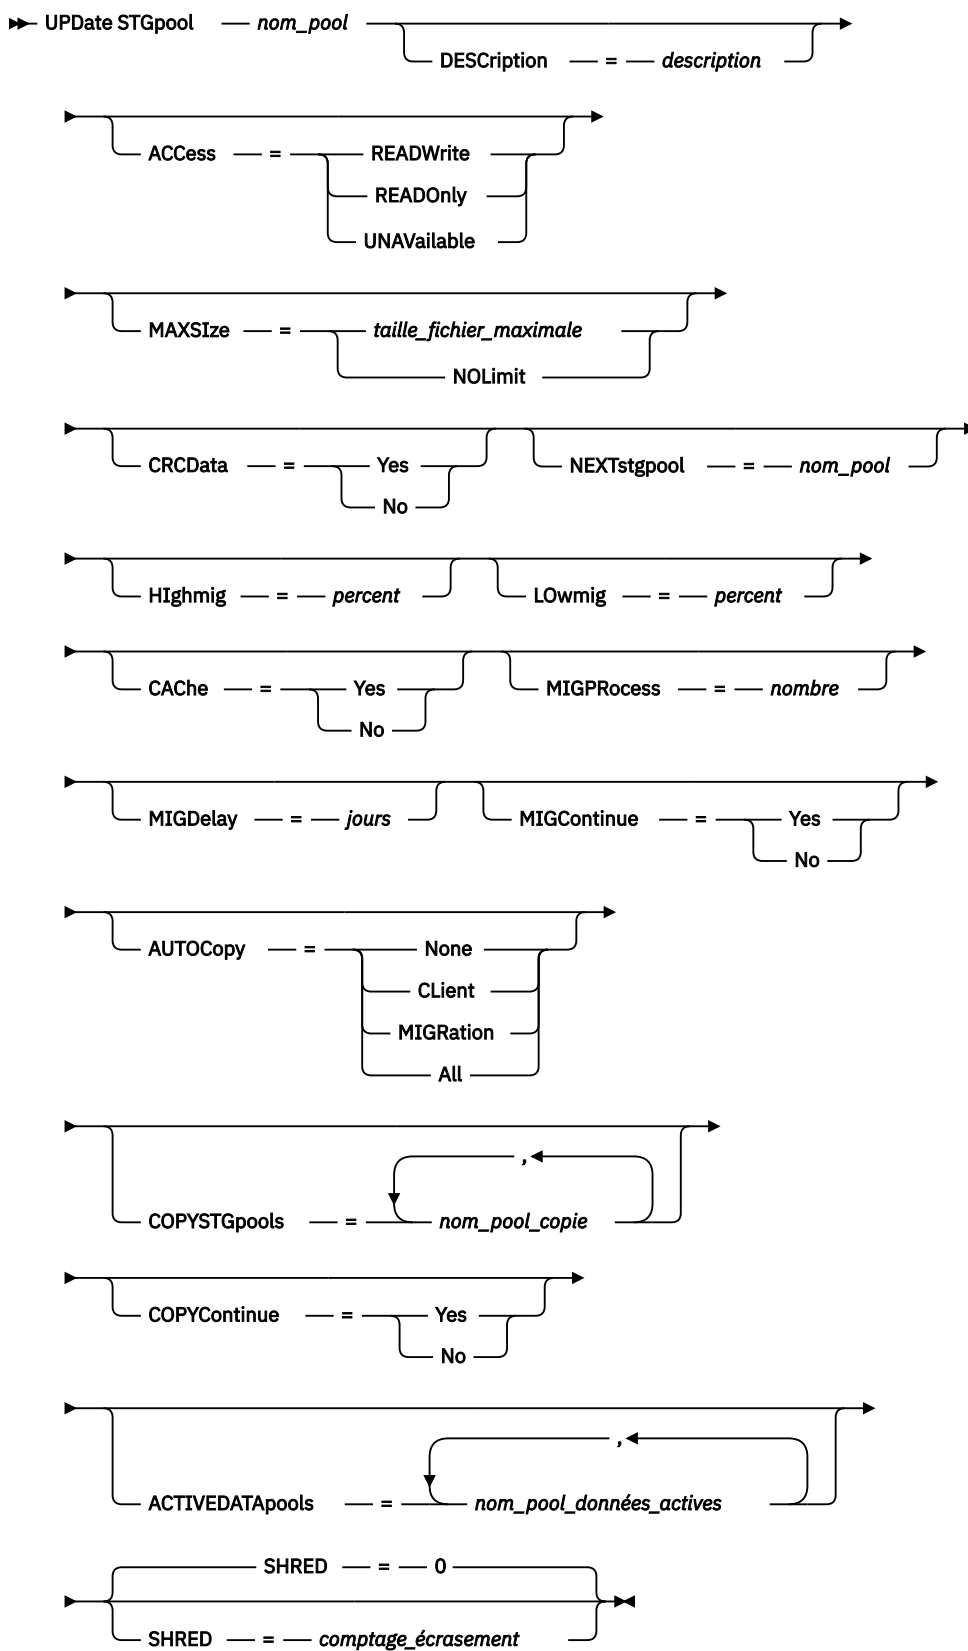 UPDate STGpool nom_pool
DESCription = description
ACCess = READWrite
READOnly
UNAVailable
MAXSIze = taille_fichier_maximale
NOLimit
CRCData = Yes NEXTstgpool = nom_pool
No
HIghmig = percent LOwmig = percent
CAChe = Yes MIGPRocess = nombre
No
MIGDelay = jours MIGContinue = Yes
No
AUTOCopy = None
CLient
MIGRation
All
,
COPYSTGpools = nom_pool_copie
COPYContinue = Yes
No
,
ACTIVEDATApools = nom_pool_données_actives
SHRED = 0
SHRED = comptage_écrasement